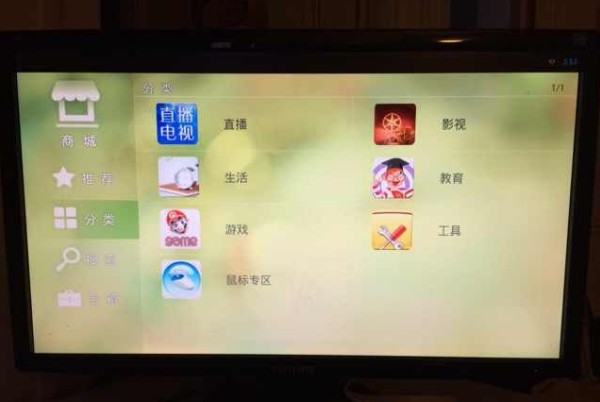 商城
推荐
分类
分类
1/1
直播
电视
直播
影视
生活
教育
game
游戏
工具
鼠标专区